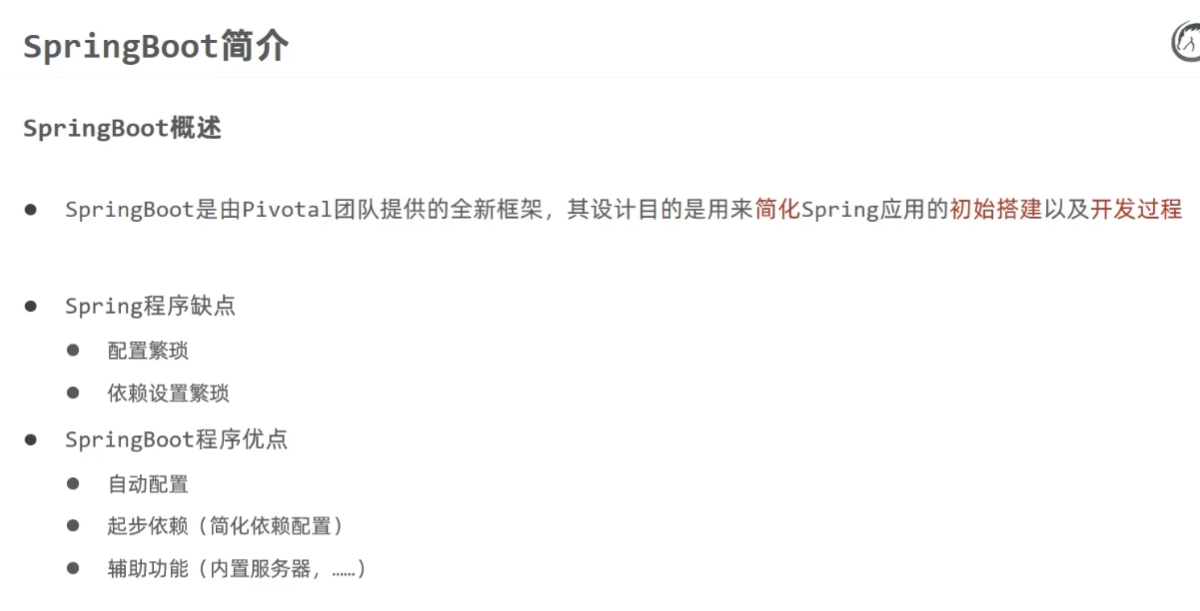 SpringBoot简介
SpringBoot概述
● SpringBoot是由Pivotal团队提供的全新框架，其设计目的是用来简化Spring应用的初始搭建以及开发过程
● Spring程序缺点
● 配置繁琐
● 依赖设置繁琐
● SpringBoot程序优点
● 自动配置
● 起步依赖（简化依赖配置）
● 辅助功能（内置服务器，……）